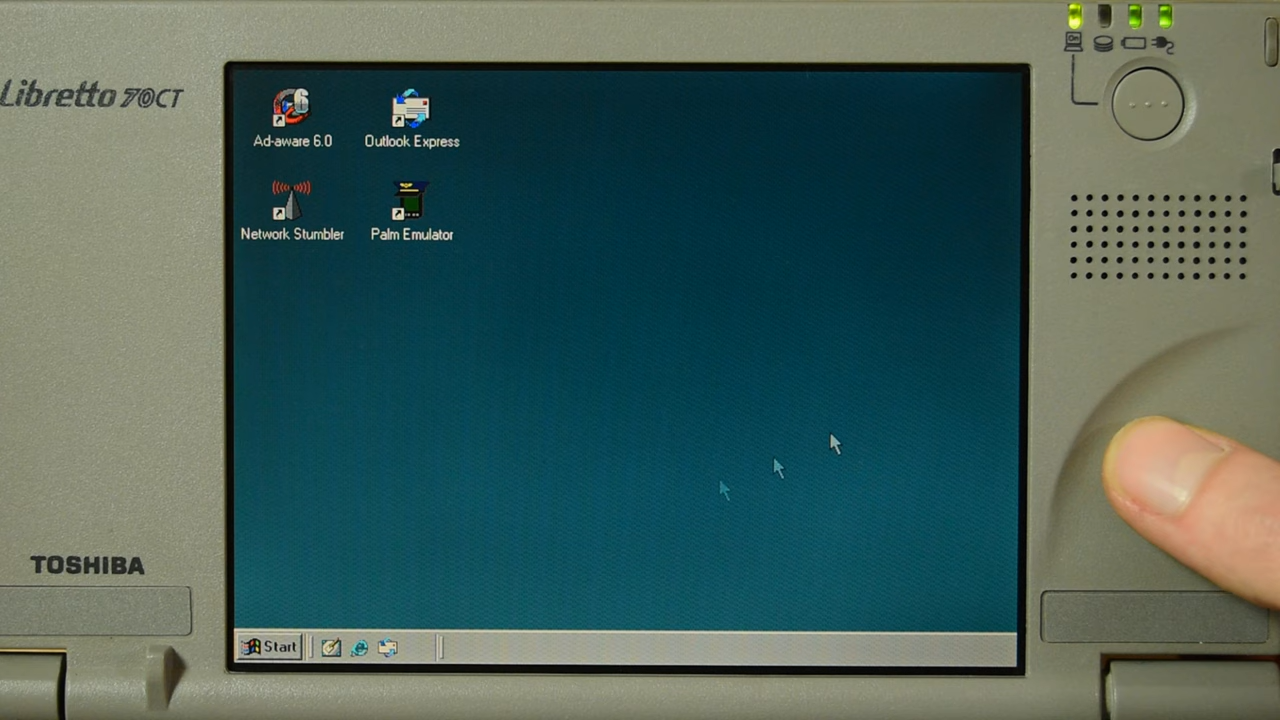 Libretto 70CT
Ad-aware 6.0
Outlook Express
Network Stumbler
Palm Emulator
TOSHIBA
Start